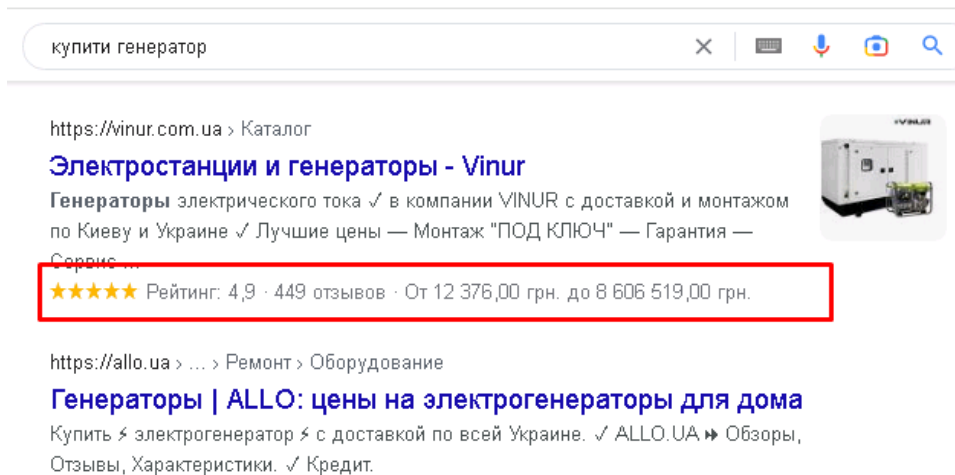 купити генератор
https://vinur.com.ua › Каталог
VINUR
Электростанции и генераторы - Vinur
Генераторы электрического тока ✓ в компании VINUR с доставкой и монтажом
по Киеву и Украине ✓ Лучшие цены — Монтаж "ПОД КЛЮЧ" — Гарантия —
Сервис ...
★★★★★ Рейтинг: 4,9 · 449 отзывов · От 12 376,00 грн. до 8 606 519,00 грн.
https://allo.ua › ... › Ремонт › Оборудование
Генераторы | ALLO: цены на электрогенераторы для дома
Купить ⚡ электрогенератор ⚡ с доставкой по всей Украине. ✓ ALLO.UA ⏩ Обзоры,
Отзывы, Характеристики. ✓ Кредит.